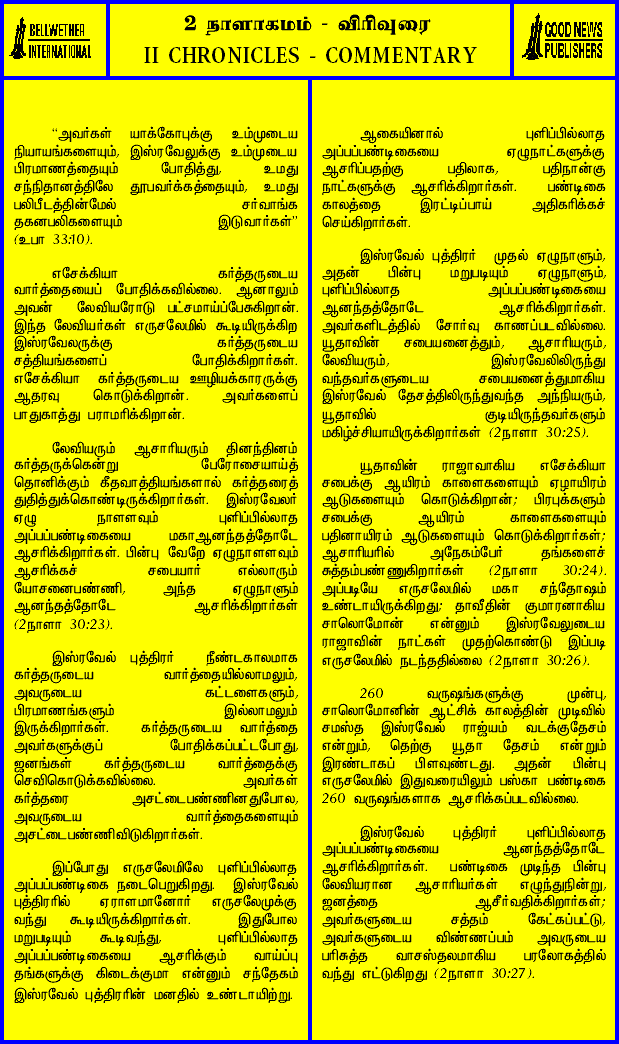 BELLWETHER
INTERNATIONAL
2 நாளாகமம் - விரிவுரை
II CHRONICLES - COMMENTARY
GOOD NEWS
PUBLISHERS
“அவர்கள் யாக்கோபுக்கு உம்முடைய
நியாயங்களையும், இஸ்ரவேலுக்கு உம்முடைய
பிரமாணத்தையும் போதித்து, உமது
சந்நிதானத்திலே தூபவர்க்கத்தையும், உமது
பலிபீடத்தின்மேல் சர்வாங்க
தகனபலிகளையும் இடுவார்கள்”
(உபா 33:10).
எசேக்கியா கர்த்தருடைய
வார்த்தையைப் போதிக்கவில்லை. ஆனாலும்
அவன் லேவியரோடு பட்சமாய்ப்பேசுகிறான்.
இந்த லேவியர்கள் எருசலேமில் கூடியிருக்கிற
இஸ்ரவேலருக்கு கர்த்தருடைய
சத்தியங்களைப் போதிக்கிறார்கள்.
எசேக்கியா கர்த்தருடைய ஊழியக்காரருக்கு
ஆதரவு கொடுக்கிறான். அவர்களைப்
பாதுகாத்து பராமரிக்கிறான்.
லேவியரும் ஆசாரியரும் தினந்தினம்
கர்த்தருக்கென்று பேரோசையாய்த்
தொனிக்கும் கீதவாத்தியங்களால் கர்த்தரைத்
துதித்துக்கொண்டிருக்கிறார்கள். இஸ்ரவேலர்
ஏழு நாளளவும் புளிப்பில்லாத
அப்பப்பண்டிகையை மகாஆனந்தத்தோடே
ஆசரிக்கிறார்கள். பின்பு வேறே ஏழுநாளளவும்
ஆசரிக்கச் சபையார் எல்லாரும்
யோசனைபண்ணி, அந்த ஏழுநாளும்
ஆனந்தத்தோடே ஆசரிக்கிறார்கள்
(2நாளா 30:23).
இஸ்ரவேல் புத்திரர் நீண்டகாலமாக
கர்த்தருடைய வார்த்தையில்லாமலும்,
அவருடைய கட்டளைகளும்,
பிரமாணங்களும் இல்லாமலும்
இருக்கிறார்கள். கர்த்தருடைய வார்த்தை
அவர்களுக்குப் போதிக்கப்பட்டபோது,
ஜனங்கள் கர்த்தருடைய வார்த்தைக்கு
செவிகொடுக்கவில்லை. அவர்கள்
கர்த்தரை அசட்டைபண்ணினதுபோல,
அவருடைய வார்த்தைகளையும்
அசட்டைபண்ணிவிடுகிறார்கள்.
இப்போது எருசலேமிலே புளிப்பில்லாத
அப்பப்பண்டிகை நடைபெறுகிறது. இஸ்ரவேல்
புத்திரரில் ஏராளமானோர் எருசலேமுக்கு
வந்து கூடியிருக்கிறார்கள். இதுபோல
மறுபடியும் கூடிவந்து, புளிப்பில்லாத
அப்பப்பண்டிகையை ஆசரிக்கும் வாய்ப்பு
தங்களுக்கு கிடைக்குமா என்னும் சந்தேகம்
இஸ்ரவேல் புத்திரரின் மனதில் உண்டாயிற்று.
ஆகையினால் புளிப்பில்லாத
அப்பப்பண்டிகையை ஏழுநாட்களுக்கு
ஆசரிப்பதற்கு பதிலாக, பதினான்கு
நாட்களுக்கு ஆசரிக்கிறார்கள். பண்டிகை
காலத்தை இரட்டிப்பாய் அதிகரிக்கச்
செய்கிறார்கள்.
இஸ்ரவேல் புத்திரர் முதல் ஏழுநாளும்,
அதன் பின்பு மறுபடியும் ஏழுநாளும்,
புளிப்பில்லாத அப்பப்பண்டிகையை
ஆனந்தத்தோடே ஆசரிக்கிறார்கள்.
அவர்களிடத்தில் சோர்வு காணப்படவில்லை.
யூதாவின் சபையனைத்தும், ஆசாரியரும்,
லேவியரும், இஸ்ரவேலிலிருந்து
வந்தவர்களுடைய சபையனைத்துமாகிய
இஸ்ரவேல் தேசத்திலிருந்துவந்த அந்நியரும்,
யூதாவில் குடியிருந்தவர்களும்
மகிழ்ச்சியாயிருக்கிறார்கள் (2நாளா 30:25).
யூதாவின் ராஜாவாகிய எசேக்கியா
சபைக்கு ஆயிரம் காளைகளையும் ஏழாயிரம்
ஆடுகளையும் கொடுக்கிறான்; பிரபுக்களும்
சபைக்கு ஆயிரம் காளைகளையும்
பதினாயிரம் ஆடுகளையும் கொடுக்கிறார்கள்;
ஆசாரியரில் அநேகம்பேர் தங்களைச்
சுத்தம்பண்ணுகிறார்கள் (2நாளா 30:24).
அப்படியே எருசலேமில் மகா சந்தோஷம்
உண்டாயிருக்கிறது; தாவீதின் குமாரனாகிய
சாலொமோன் என்னும் இஸ்ரவேலுடைய
ராஜாவின் நாட்கள் முதற்கொண்டு இப்படி
எருசலேமில் நடந்ததில்லை (2நாளா 30:26).
260 வருஷங்களுக்கு முன்பு,
சாலொமோனின் ஆட்சிக் காலத்தின் முடிவில்
சமஸ்த இஸ்ரவேல் ராஜ்யம் வடக்குதேசம்
என்றும், தெற்கு யூதா தேசம் என்றும்
இரண்டாகப் பிளவுண்டது. அதன் பின்பு
எருசலேமில் இதுவரையிலும் பஸ்கா பண்டிகை
260 வருஷங்களாக ஆசரிக்கப்படவில்லை.
இஸ்ரவேல் புத்திரர் புளிப்பில்லாத
அப்பப்பண்டிகையை ஆனந்தத்தோடே
ஆசரிக்கிறார்கள். பண்டிகை முடிந்த பின்பு
லேவியரான ஆசாரியர்கள் எழுந்துநின்று,
ஜனத்தை ஆசீர்வதிக்கிறார்கள்;
அவர்களுடைய சத்தம் கேட்கப்பட்டு,
அவர்களுடைய விண்ணப்பம் அவருடைய
பரிசுத்த வாசஸ்தலமாகிய பரலோகத்தில்
வந்து எட்டுகிறது (2நாளா 30:27).